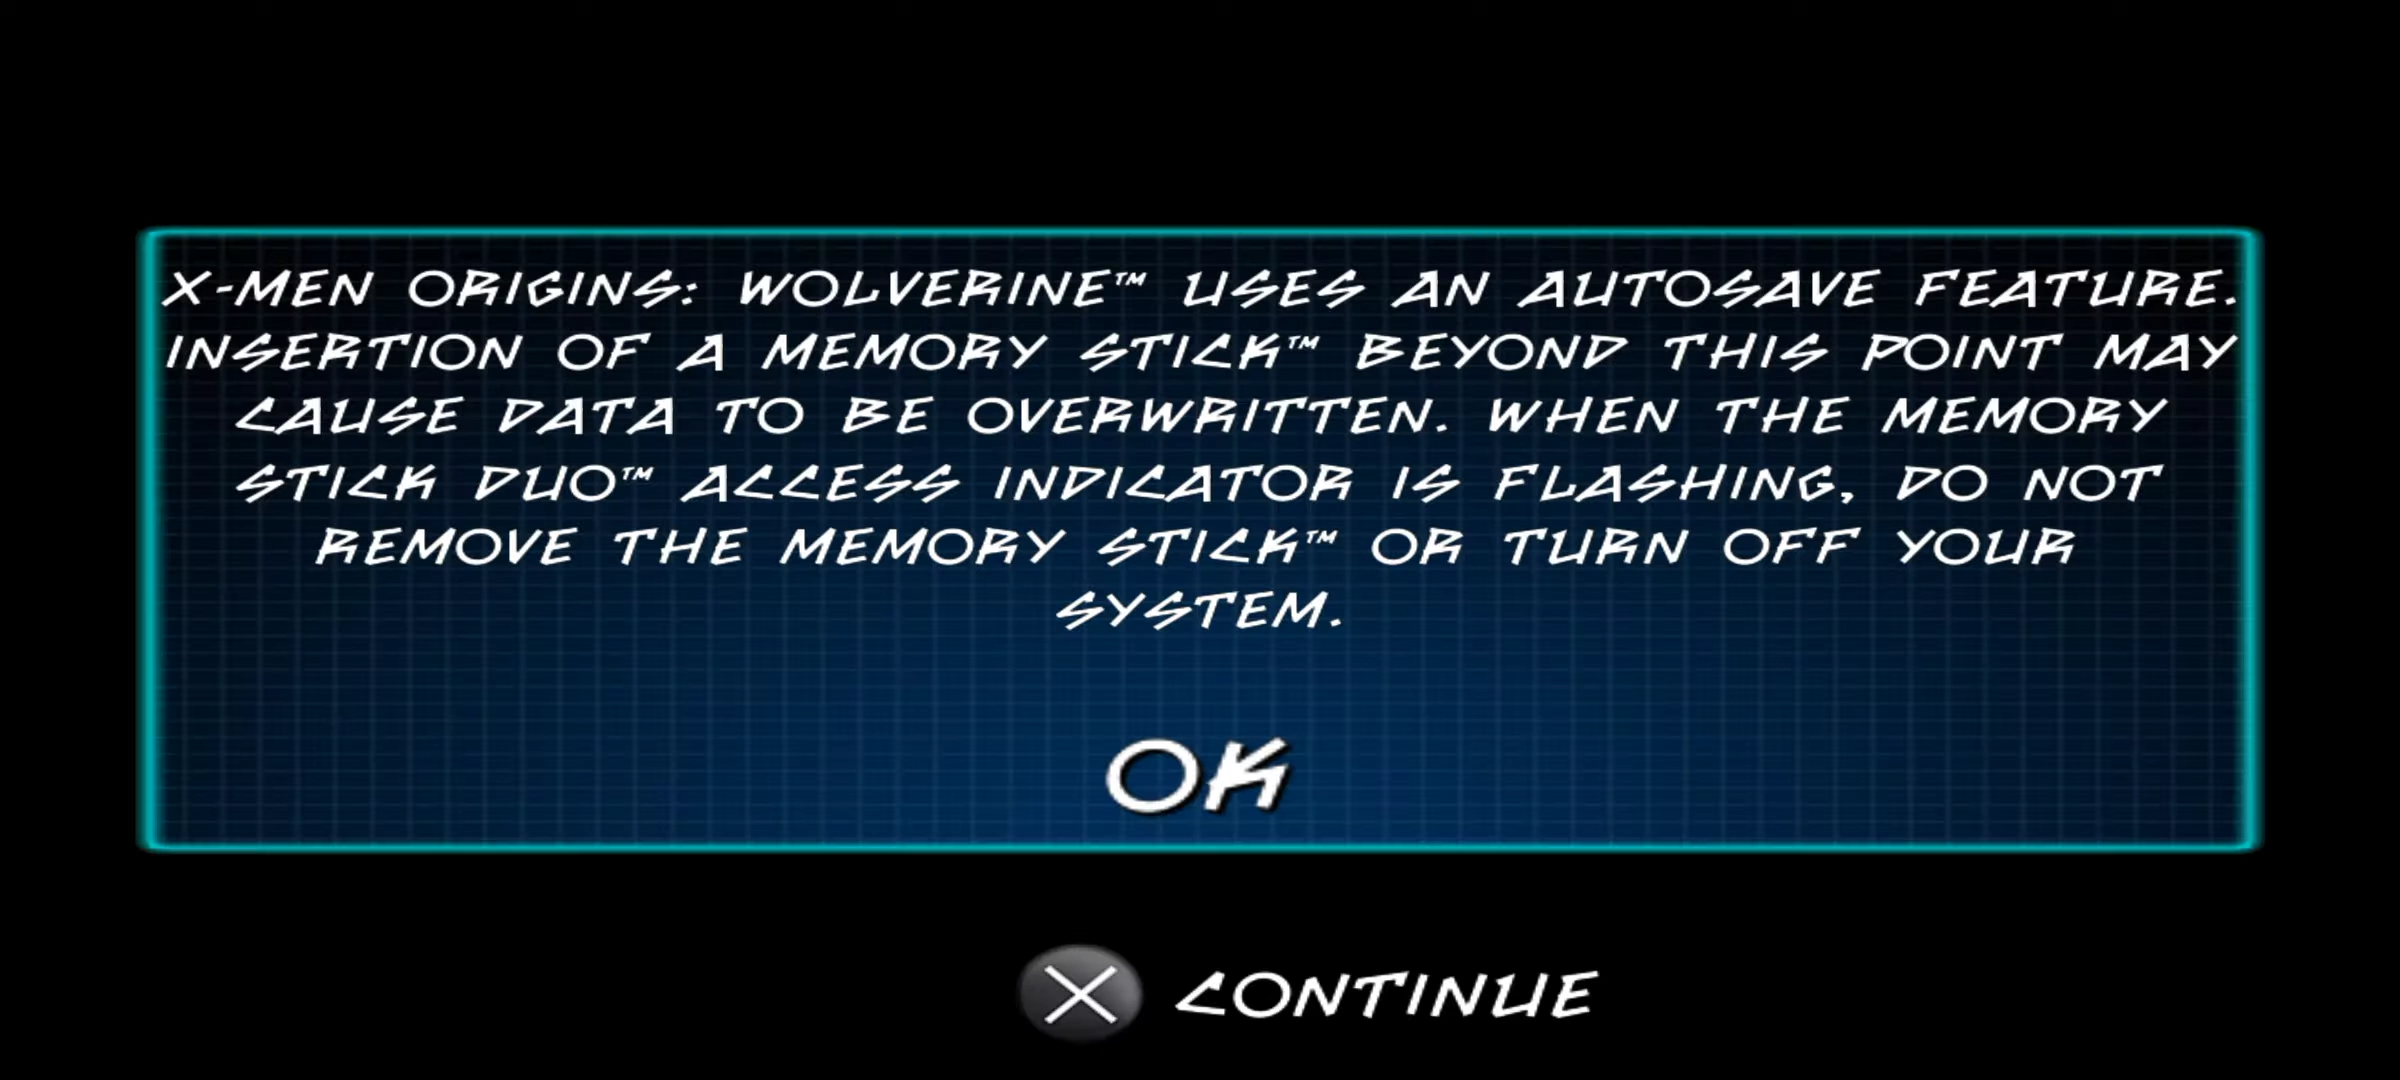 X-MEN ORIGINS: WOLVERINE™ USES AN AUTOSAVE FEATURE.
INSERTION OF A MEMORY STICK™ BEYOND THIS POINT MAY
CAUSE DATA TO BE OVERWRITTEN. WHEN THE MEMORY
STICK DUO™ ACCESS INDICATOR IS FLASHING, DO NOT
REMOVE THE MEMORY STICK™ OR TURN OFF YOUR
SYSTEM.
OK
CONTINUE